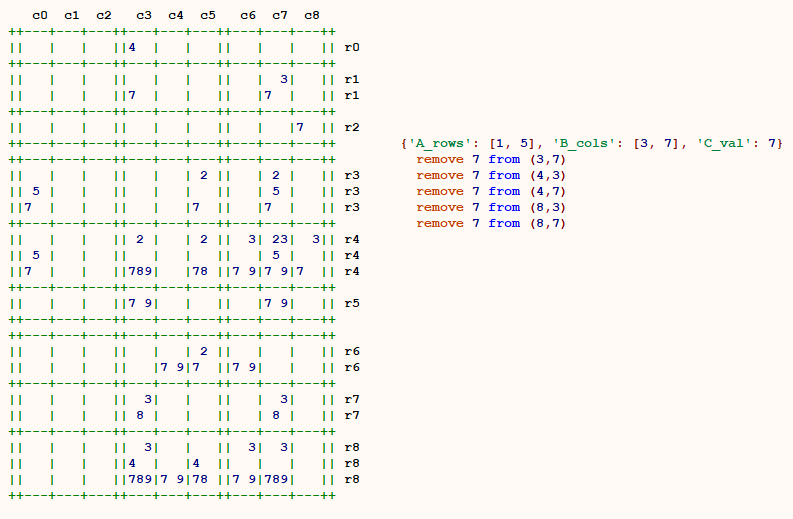 c0  c1  c2   c3  c4  c5   c6  c7  c8
++---+---+---++---+---+---++---+---+---++
||   |   |   ||4  |   |   ||   |   |   || r0
++---+---+---++---+---+---++---+---+---++
||   |   |   ||   |   |   ||   |  3|   || r1
||   |   |   ||7  |   |   ||   |7  |   || r1
++---+---+---++---+---+---++---+---+---++
||   |   |   ||   |   |   ||   |   |7  || r2
++---+---+---++---+---+---++---+---+---++
++---+---+---++---+---+---++---+---+---++
||   |   |   ||   |   | 2 ||   | 2 |   || r3
|| 5 |   |   ||   |   |   ||   | 5 |   || r3
||7  |   |   ||   |   |7  ||   |7  |   || r3
++---+---+---++---+---+---++---+---+---++
||   |   |   || 2 |   | 2 ||  3| 23|  3|| r4
|| 5 |   |   ||   |   |   ||   | 5 |   || r4
||7  |   |   ||789|   |78 ||7 9|7 9|7  || r4
++---+---+---++---+---+---++---+---+---++
||   |   |   ||7 9|   |   ||   |7 9|   || r5
++---+---+---++---+---+---++---+---+---++
++---+---+---++---+---+---++---+---+---++
||   |   |   ||   |   | 2 ||   |   |   || r6
||   |   |   ||   |7 9|7  ||7 9|   |   || r6
++---+---+---++---+---+---++---+---+---++
||   |   |   ||  3|   |   ||   |  3|   || r7
||   |   |   || 8 |   |   ||   | 8 |   || r7
++---+---+---++---+---+---++---+---+---++
||   |   |   ||  3|   |   ||  3|  3|   || r8
||   |   |   ||4  |   |4  ||   |   |   || r8
||   |   |   ||789|7 9|78 ||7 9|789|   || r8
++---+---+---++---+---+---++---+---+---++
{'A_rows': [1, 5], 'B_cols': [3, 7], 'C_val': 7}
  remove 7 from (3,7)
  remove 7 from (4,3)
  remove 7 from (4,7)
  remove 7 from (8,3)
  remove 7 from (8,7)